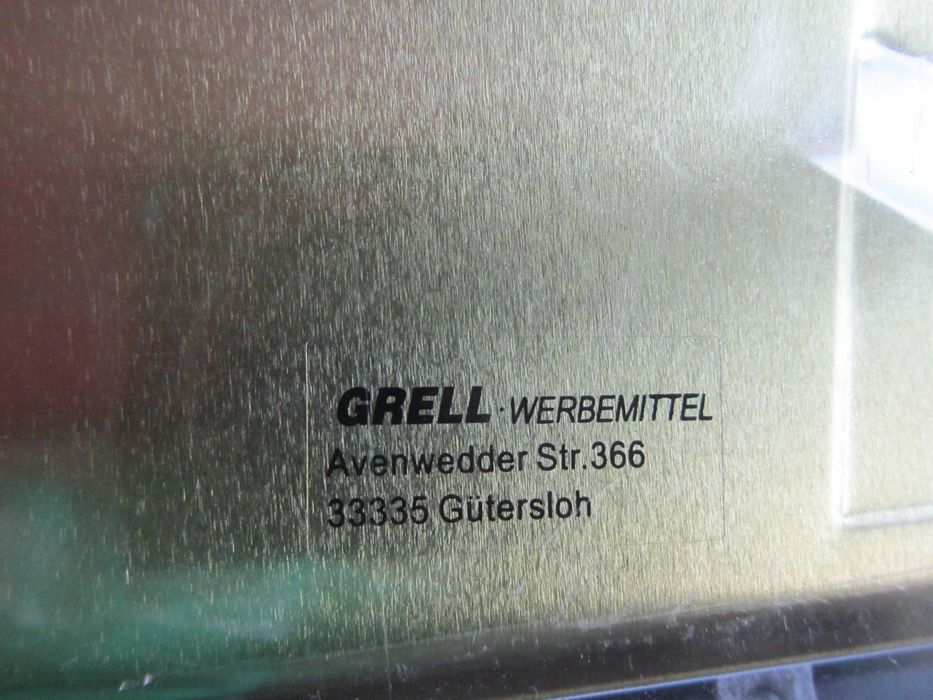 GRELL · WERBEMITTEL
Avenwedder Str.366
33335 Gütersloh